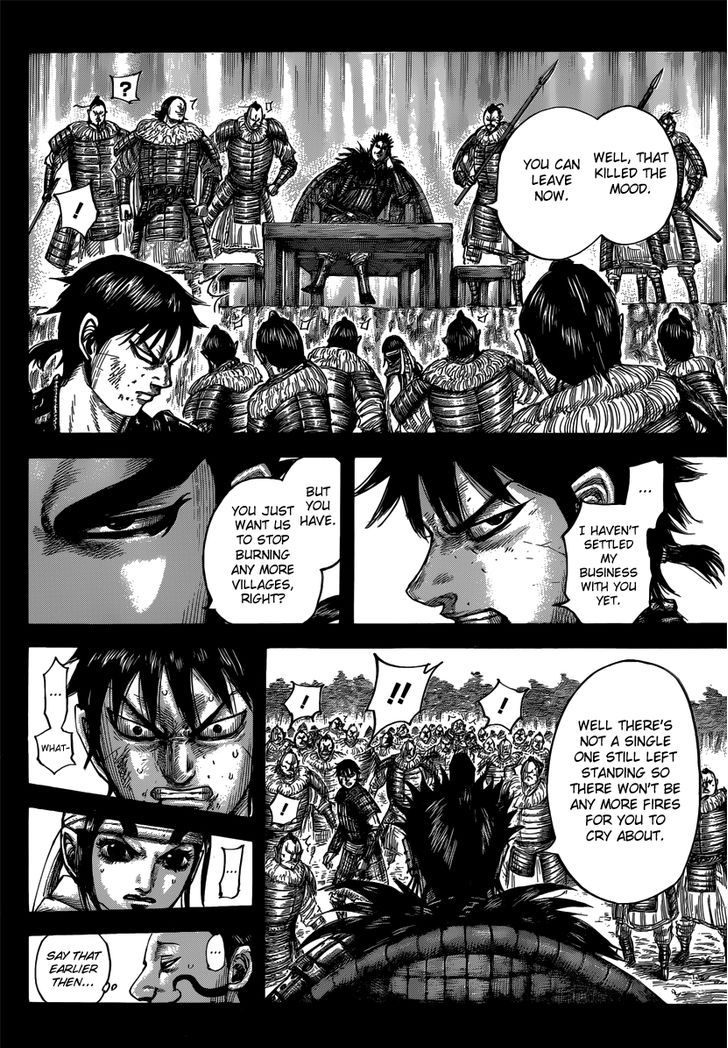 ?
!
WELL, THAT
KILLED THE
MOOD.
YOU CAN
LEAVE
NOW.
...
I HAVEN'T
SETTLED
MY
BUSINESS
WITH YOU
YET.
BUT
YOU
HAVE.
YOU JUST
WANT US
TO STOP
BURNING
ANY MORE
VILLAGES,
RIGHT?
WELL THERE'S
NOT A SINGLE
ONE STILL LEFT
STANDING SO
THERE WON'T BE
ANY MORE FIRES
FOR YOU TO
CRY ABOUT.
!
!!
!
!
...
WHAT-
...
...
SAY THAT
EARLIER
THEN...